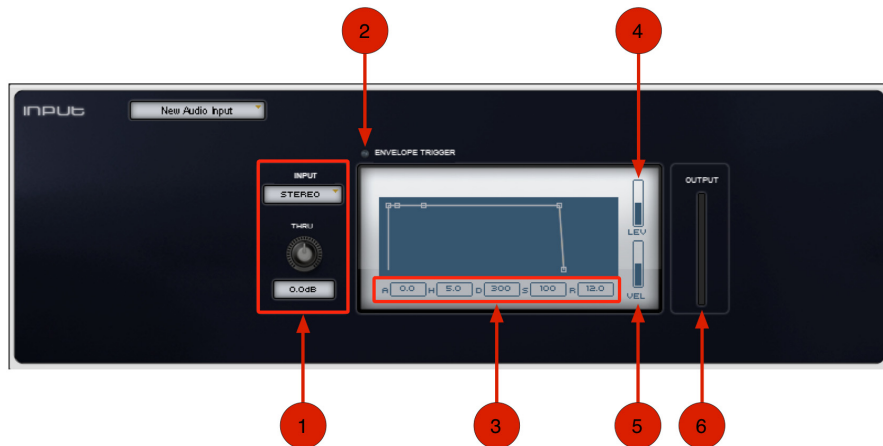 2
4
INPUT
New Audio Input
ENVELOPE TRIGGER
INPUT
STEREO
THRU
0.0dB
LEV
VEL
A 0.0 H 5.0 D 300 S 100 R 12.0
OUTPUT
1
3
5
6